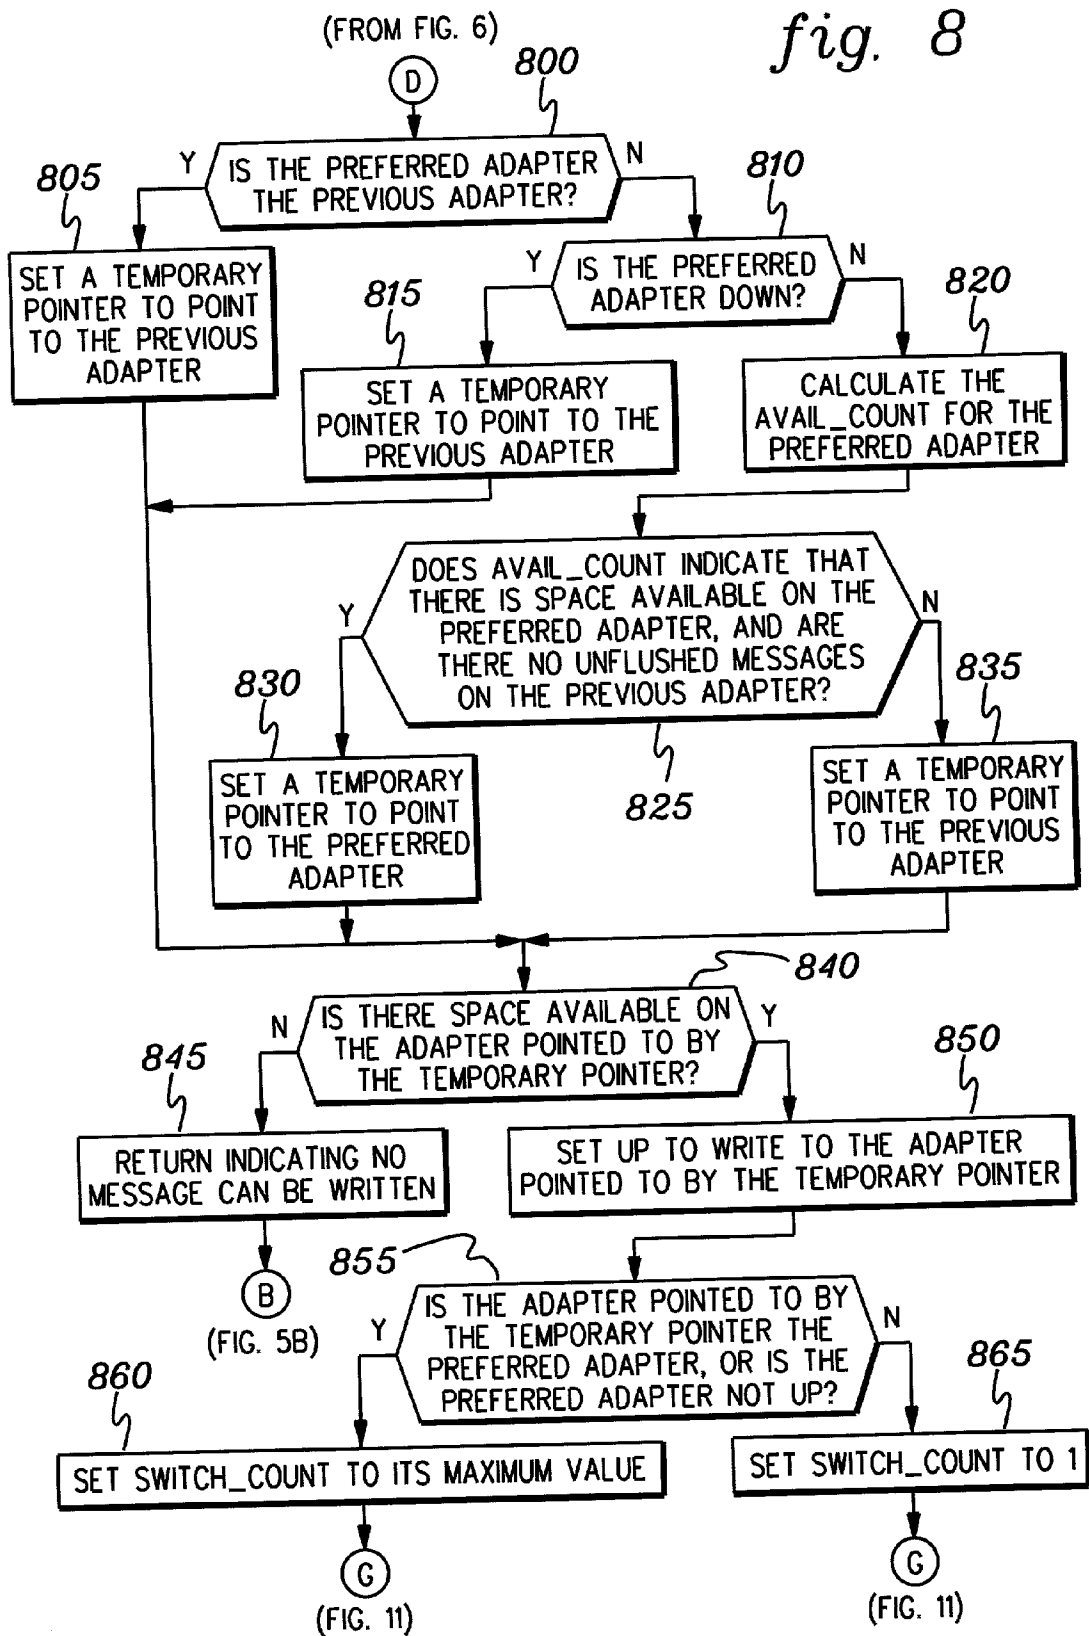 (FROM FIG. 6)
fig. 8
D
800
Y
IS THE PREFERRED ADAPTER
THE PREVIOUS ADAPTER?
N
805
810
SET A TEMPORARY
POINTER TO POINT
TO THE PREVIOUS
ADAPTER
Y
IS THE PREFERRED
ADAPTER DOWN?
N
815
820
SET A TEMPORARY
POINTER TO POINT TO THE
PREVIOUS ADAPTER
CALCULATE THE
AVAIL_COUNT FOR THE
PREFERRED ADAPTER
Y
DOES AVAIL_COUNT INDICATE THAT
THERE IS SPACE AVAILABLE ON THE
PREFERRED ADAPTER, AND ARE
THERE NO UNFLUSHED MESSAGES
ON THE PREVIOUS ADAPTER?
N
830
825
835
SET A TEMPORARY
POINTER TO POINT
TO THE PREFERRED
ADAPTER
SET A TEMPORARY
POINTER TO POINT
TO THE PREVIOUS
ADAPTER
840
N
IS THERE SPACE AVAILABLE ON
THE ADAPTER POINTED TO BY
THE TEMPORARY POINTER?
Y
845
850
RETURN INDICATING NO
MESSAGE CAN BE WRITTEN
SET UP TO WRITE TO THE ADAPTER
POINTED TO BY THE TEMPORARY POINTER
B
(FIG. 5B)
855
Y
IS THE ADAPTER POINTED TO BY
THE TEMPORARY POINTER THE
PREFERRED ADAPTER, OR IS THE
PREFERRED ADAPTER NOT UP?
N
860
865
SET SWITCH_COUNT TO ITS MAXIMUM VALUE
SET SWITCH_COUNT TO 1
G
(FIG. 11)
G
(FIG. 11)